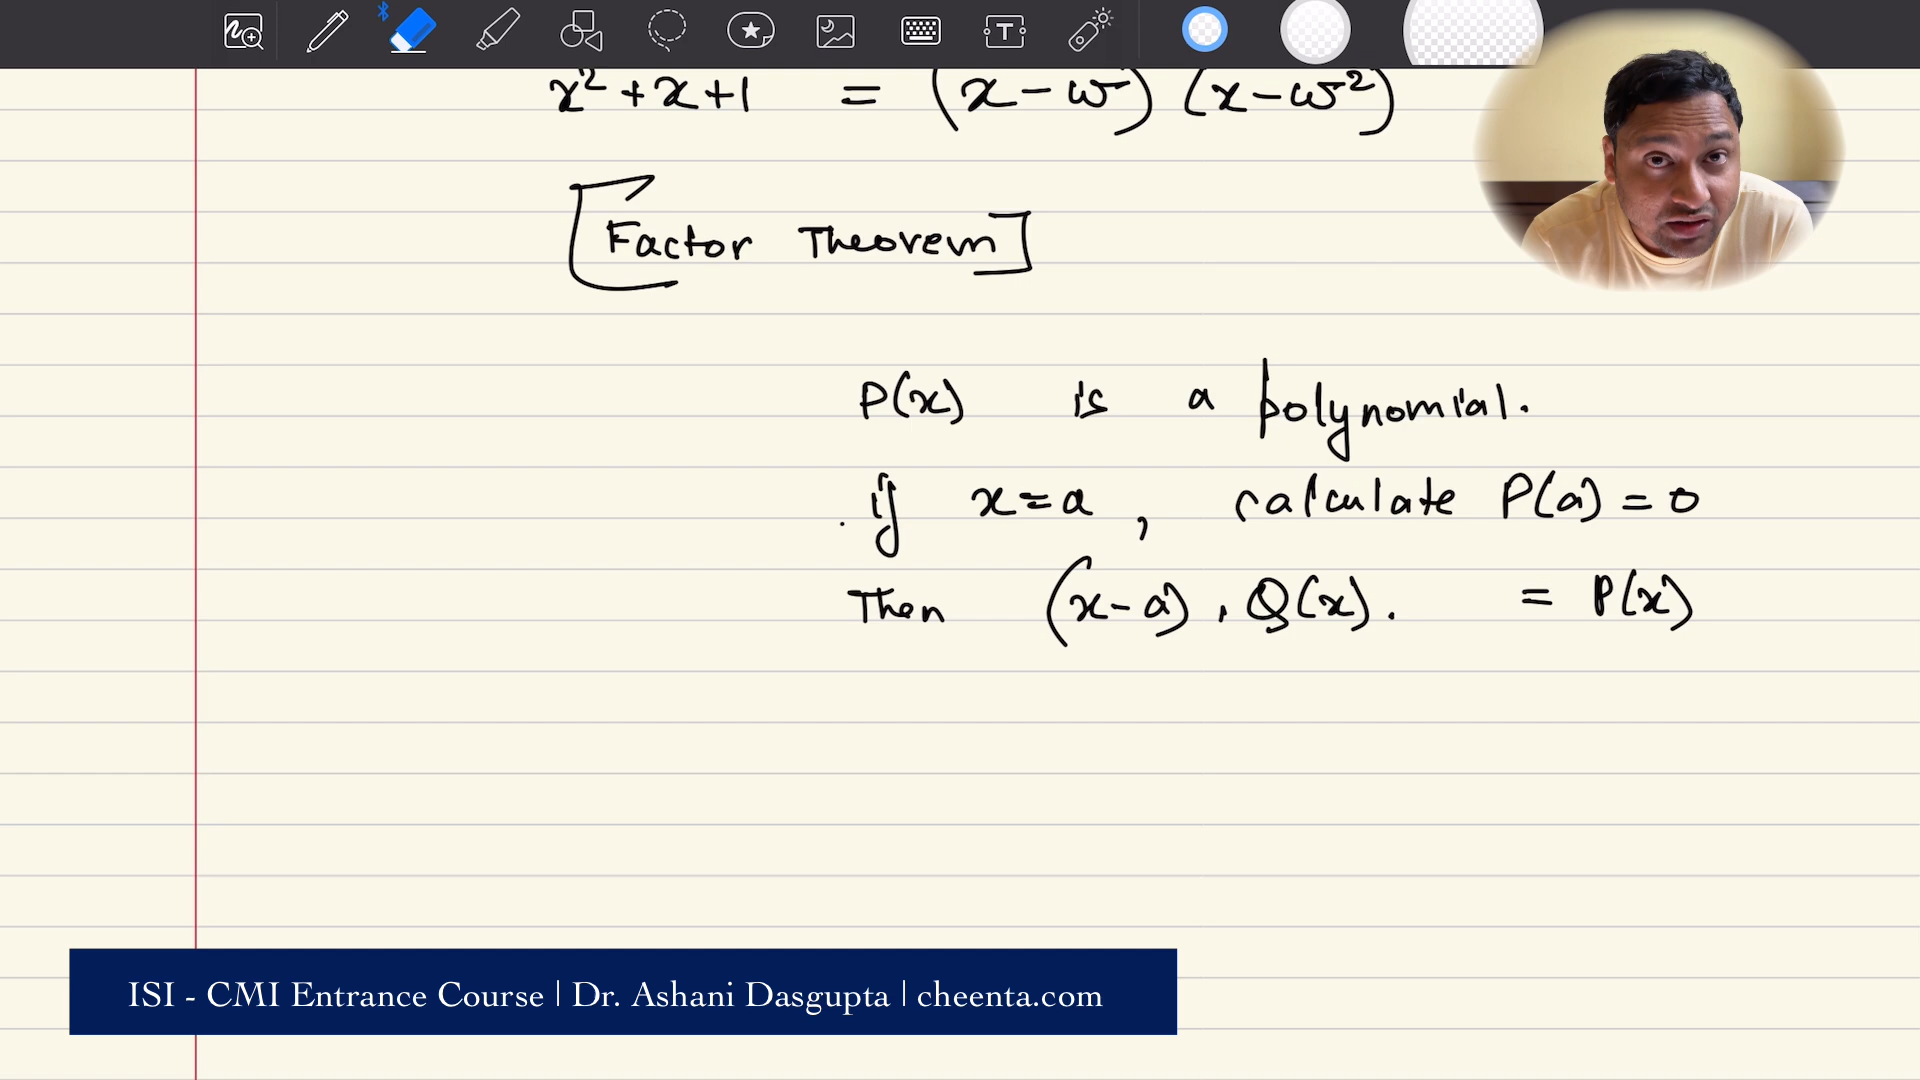 x² + x + 1 = (x - ω) (x - ω²)
[Factor Theorem]
P(x) is a polynomial.
if x = a, calculate P(a) = 0
Then (x - a) . Q(x). = P(x)
ISI - CMI Entrance Course | Dr. Ashani Dasgupta | cheenta.com